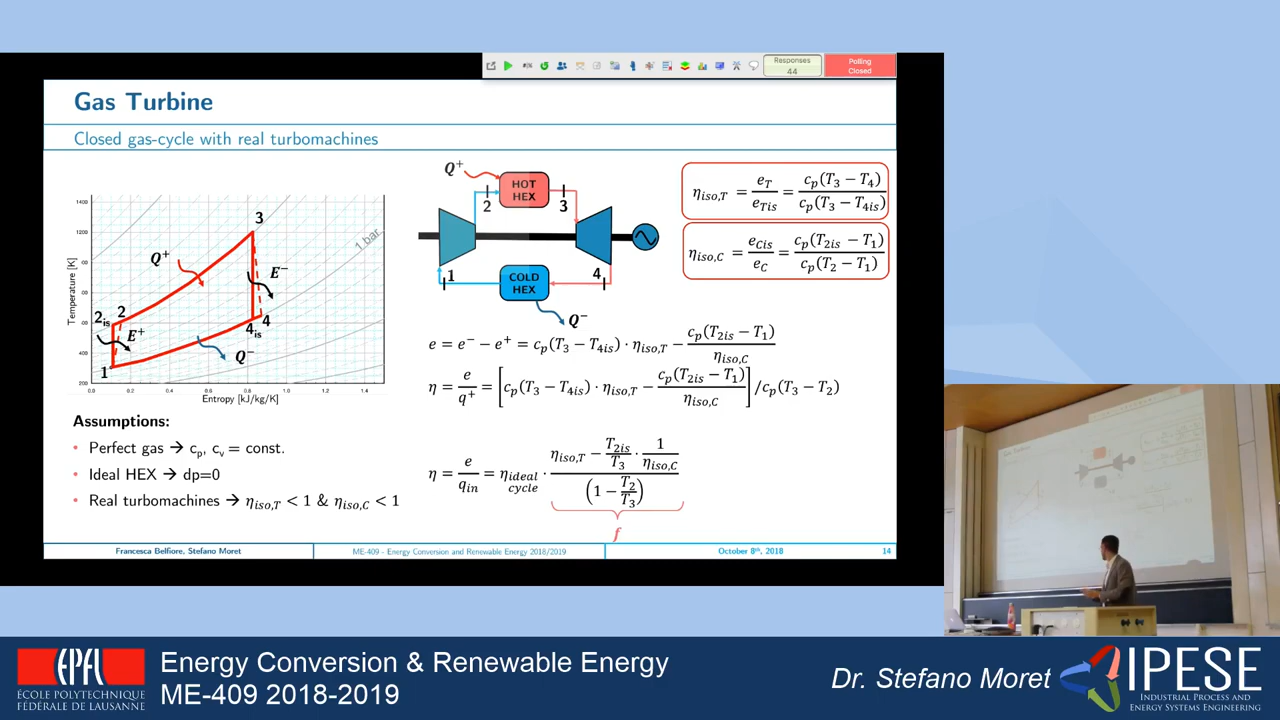 Responses
44
Polling
Closed
Gas Turbine
Closed gas-cycle with real turbomachines
1400
1200
00
80
60
400
200
0.0
0.2
0.4
0.6
0.8
1.0
1.2
1.4
Temperature [K]
Entropy [kJ/kg/K]
1 bar
3
Q⁺
E⁻
2is
2
E⁺
4is
4
Q⁻
1
Q⁺
HOT
HEX
2
3
1
4
COLD
HEX
Q⁻
η_iso,T = e_T / e_Tis = c_p(T_3 − T_4) / c_p(T_3 − T_4is)
η_iso,C = e_Cis / e_C = c_p(T_2is − T_1) / c_p(T_2 − T_1)
e = e⁻ − e⁺ = c_p(T_3 − T_4is) · η_iso,T − c_p(T_2is − T_1) / η_iso,C
η = e / q⁺ = [c_p(T_3 − T_4is) · η_iso,T − c_p(T_2is − T_1) / η_iso,C] / c_p(T_3 − T_2)
η = e / q_in = η_ideal cycle · (η_iso,T − T_2is / T_3 · 1 / η_iso,C) / (1 − T_2 / T_3)
f
Assumptions:
• Perfect gas → c_p, c_v = const.
• Ideal HEX → dp=0
• Real turbomachines → η_iso,T < 1 & η_iso,C < 1
Francesca Belfiore, Stefano Moret
ME-409 - Energy Conversion and Renewable Energy 2018/2019
October 8th, 2018
14
EPFL
ÉCOLE POLYTECHNIQUE
FÉDÉRALE DE LAUSANNE
Energy Conversion & Renewable Energy
ME-409 2018-2019
Dr. Stefano Moret
IPESE
INDUSTRIAL PROCESS AND
ENERGY SYSTEMS ENGINEERING